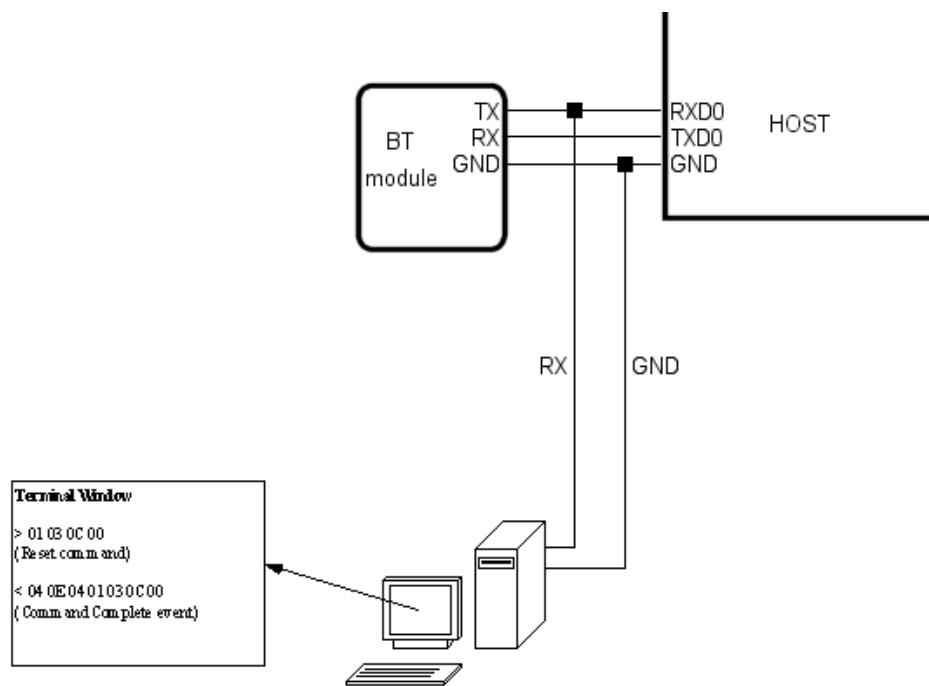 TX
RX
GND
BT
module
RXD0
TXD0
GND
HOST
RX
GND
Terminal Window
> 01 03 0C 00
(Reset command)
< 04 0E 04 01 03 0C 00
(Command Complete event)